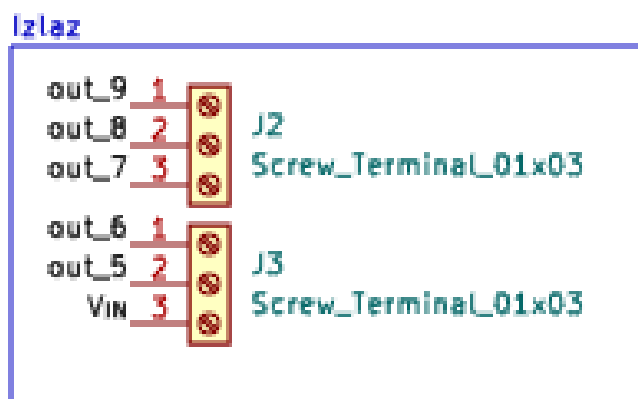 Izlaz
out_9 1
out_8 2
out_7 3
J2
Screw_Terminal_01x03
out_6 1
out_5 2
VIN 3
J3
Screw_Terminal_01x03